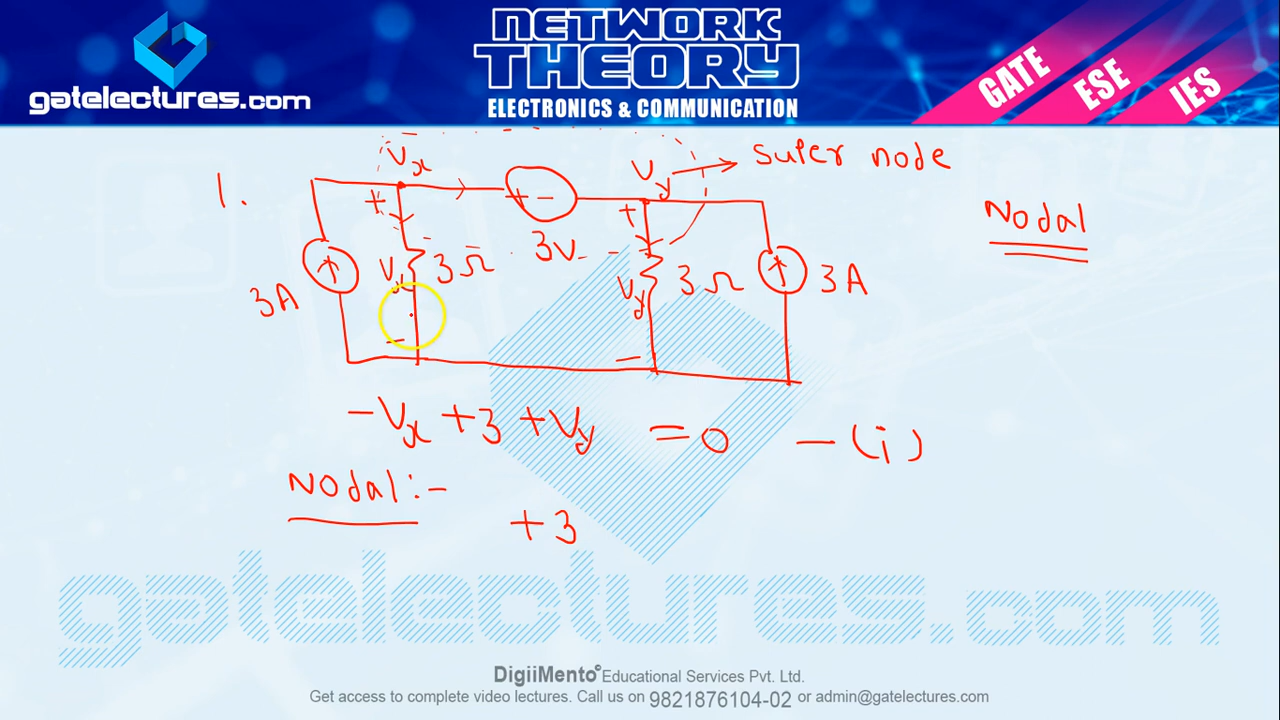 gatelectures.com
NETWORK
THEORY
ELECTRONICS & COMMUNICATION
GATE
ESE
IES
1.
Vx
+ -
Vy
Super node
Nodal
3A
+
Vx
-
3Ω
3V
+
Vy
-
3Ω
3A
-Vx +3 +Vy = 0 - (i)
Nodal:-
+3
gatelectures.com
DigiiMento© Educational Services Pvt. Ltd.
Get access to complete video lectures. Call us on 9821876104-02 or admin@gatelectures.com